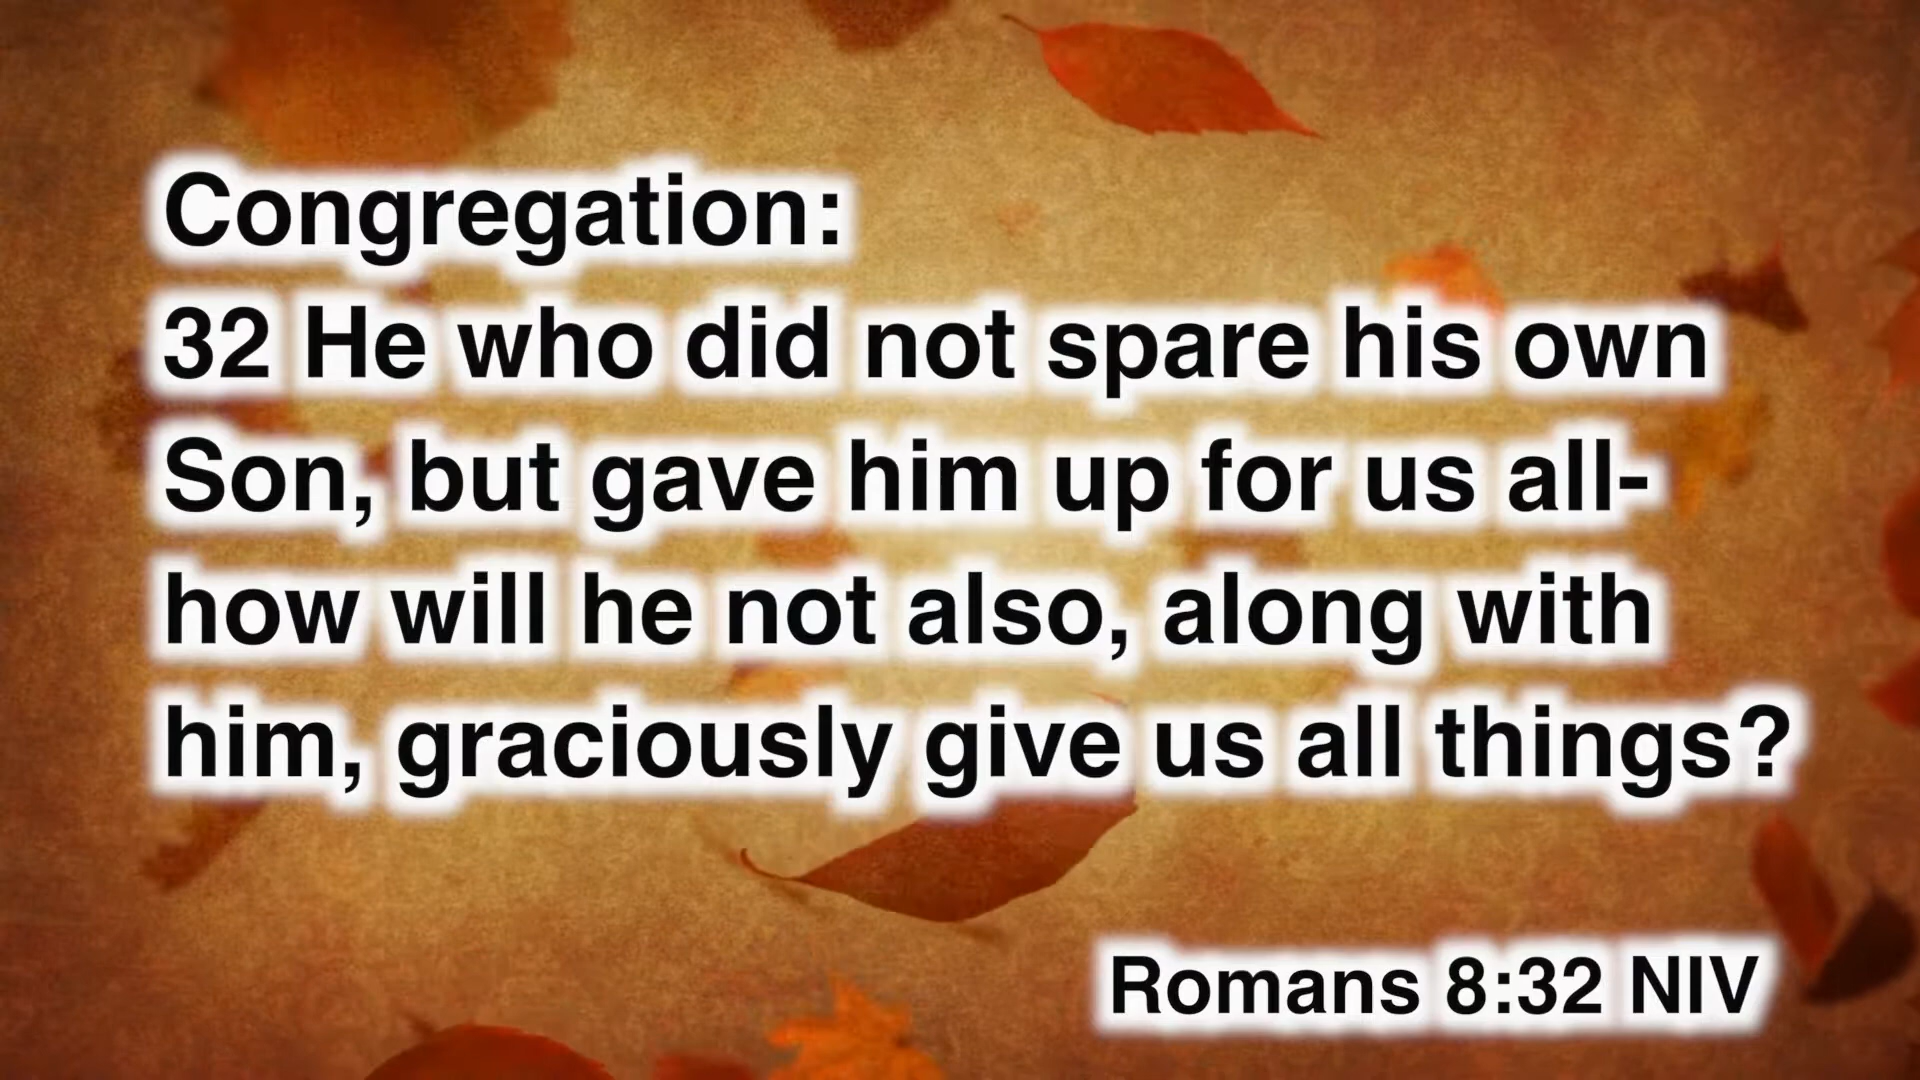 Congregation:
32 He who did not spare his own
Son, but gave him up for us all-
how will he not also, along with
him, graciously give us all things?
Romans 8:32 NIV